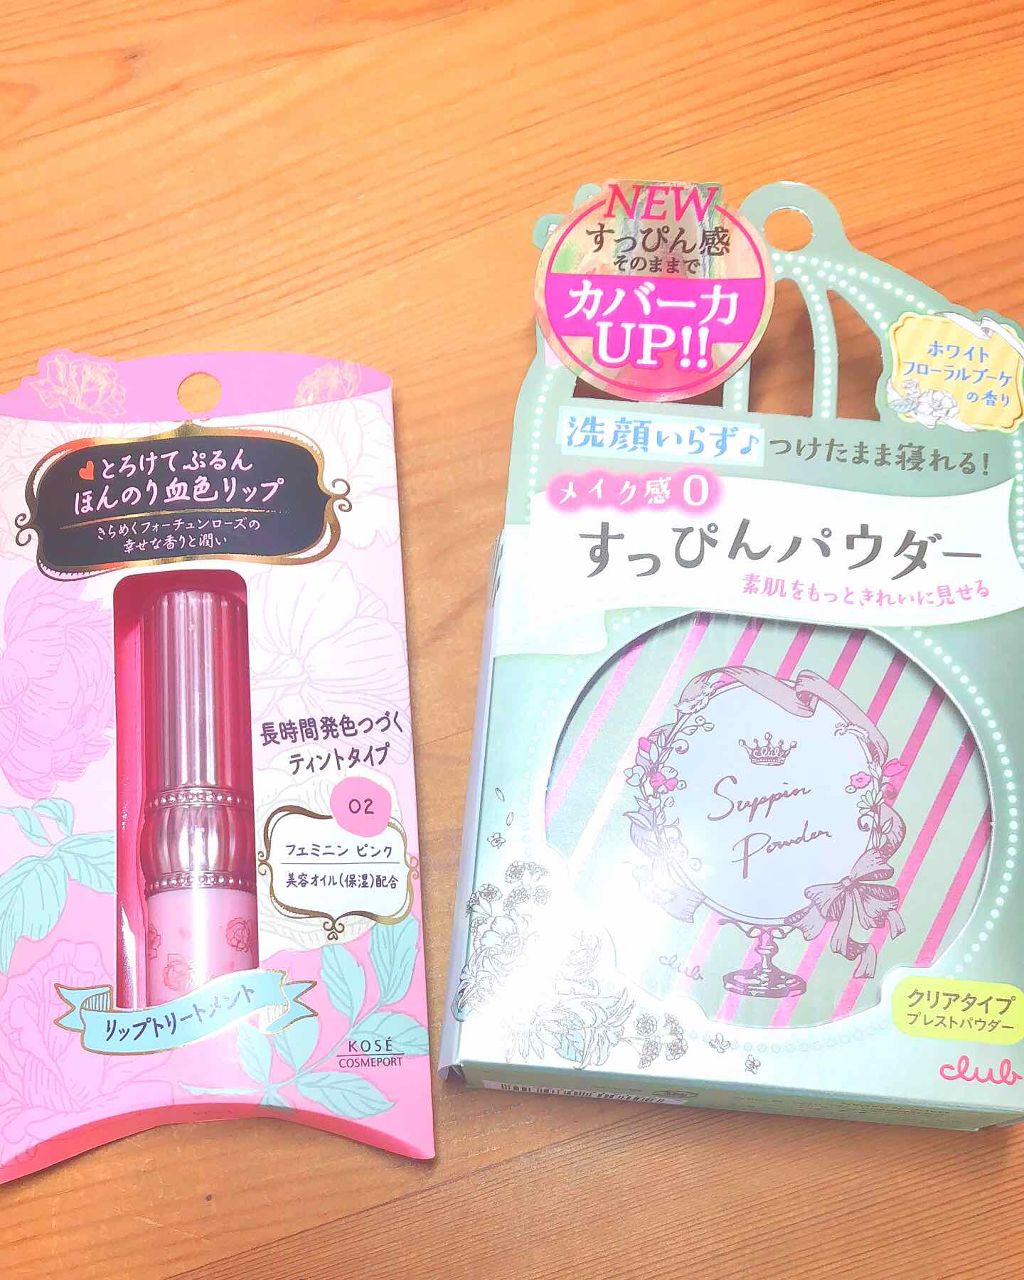 とろけてぷるん
ほんのり血色リップ
きらめくフォーチュンローズの
幸せな香りと潤い
長時間発色つづく
ティントタイプ
02
フェミニン ピンク
美容オイル(保湿)配合
リップトリートメント
KOSÉ
COSMEPORT
NEW
すっぴん感
そのままで
カバー力
UP!!
ホワイト
フローラルブーケ
の香り
洗顔いらず♪ つけたまま寝れる!
メイク感0
すっぴんパウダー
素肌をもっときれいに見せる
Suppin
Powder
club
クリアタイプ
プレストパウダー
club